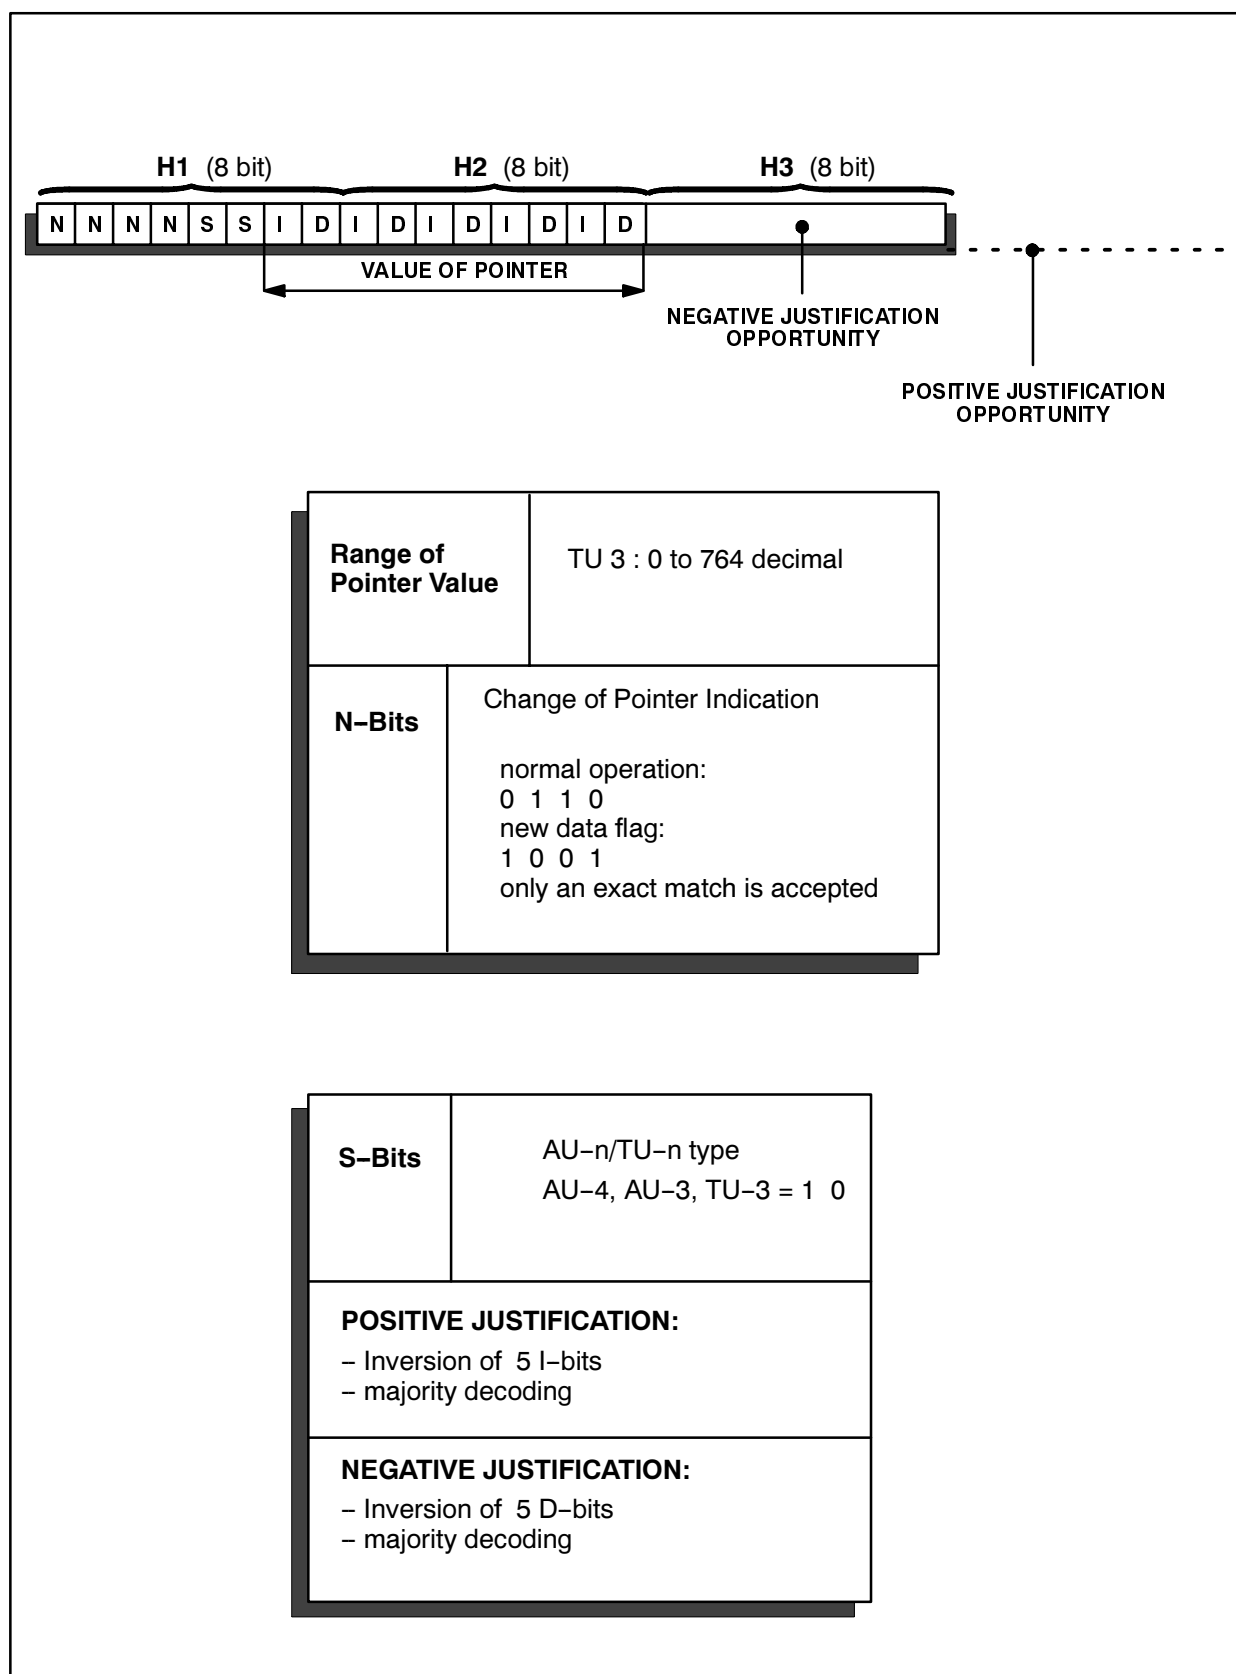 H1 (8 bit) H2 (8 bit) H3 (8 bit)
N N N N S S I D I D I D I D I D
VALUE OF POINTER
NEGATIVE JUSTIFICATION
OPPORTUNITY
POSITIVE JUSTIFICATION
OPPORTUNITY
Range of
Pointer Value
TU 3 : 0 to 764 decimal
N–Bits
Change of Pointer Indication
normal operation:
0 1 1 0
new data flag:
1 0 0 1
only an exact match is accepted
S–Bits
AU–n/TU–n type
AU–4, AU–3, TU–3 = 1 0
POSITIVE JUSTIFICATION:
– Inversion of 5 I–bits
– majority decoding
NEGATIVE JUSTIFICATION:
– Inversion of 5 D–bits
– majority decoding